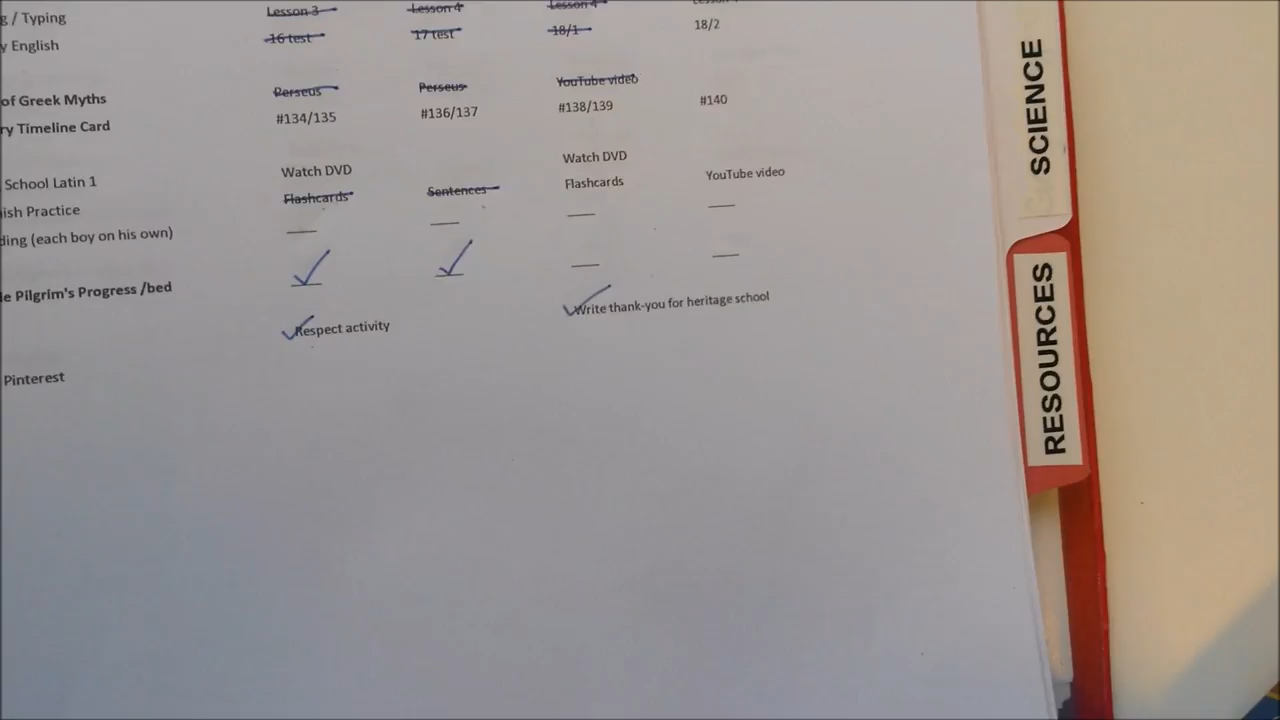 g / Typing Lesson 3 Lesson 4 Lesson 4
y English 16 test 17 test 18/1 18/2
of Greek Myths Perseus Perseus YouTube video
ry Timeline Card #134/135 #136/137 #138/139 #140
School Latin 1 Watch DVD Watch DVD
ish Practice Flashcards Sentences Flashcards YouTube video
ding (each boy on his own)
le Pilgrim's Progress /bed
Respect activity Write thank-you for heritage school
Pinterest
SCIENCE
RESOURCES